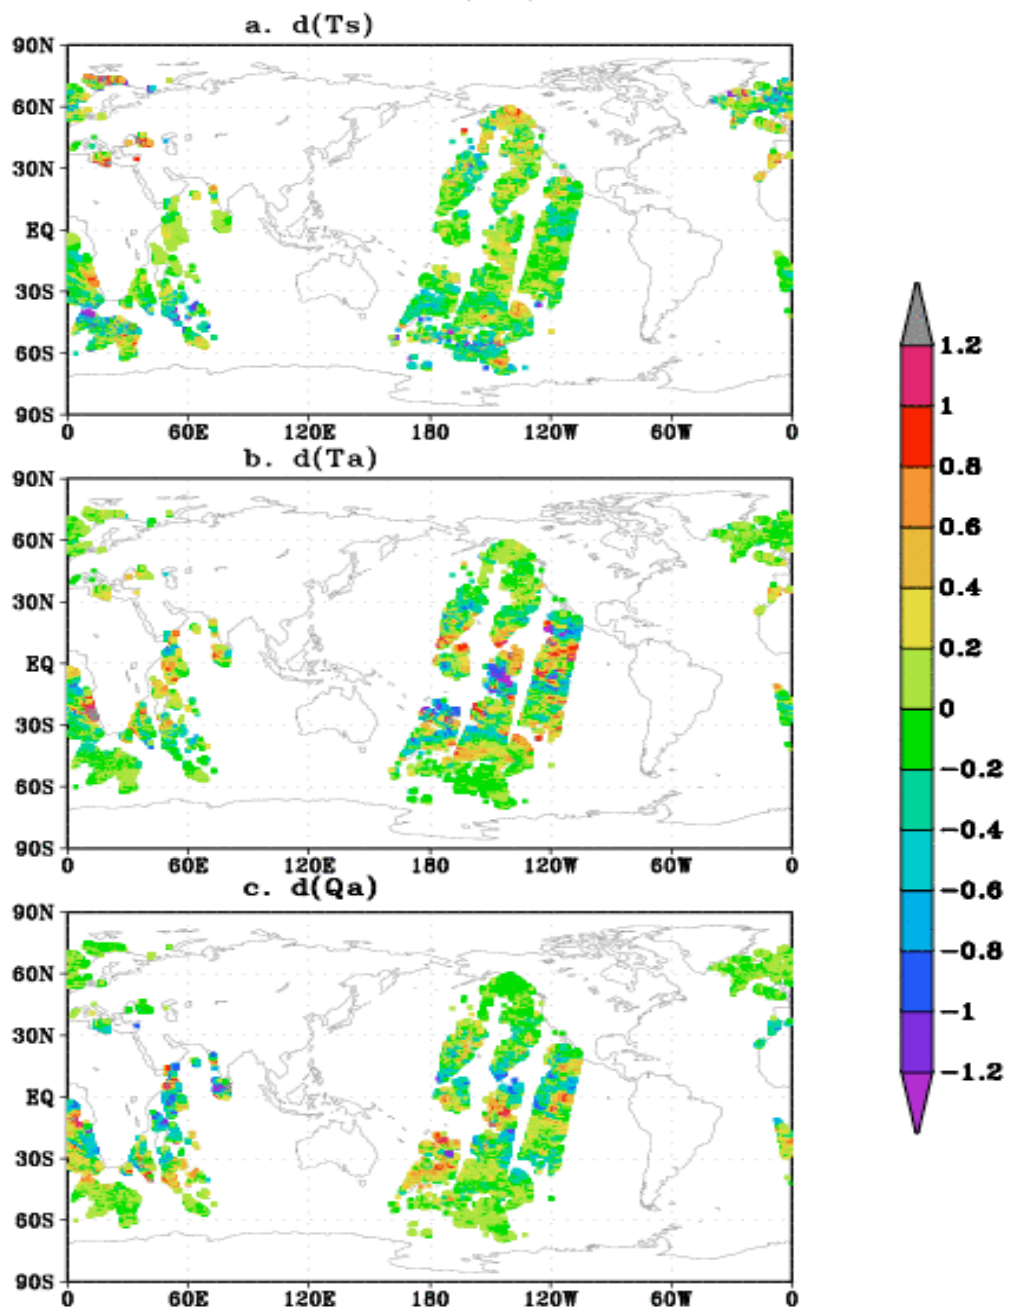 a. d(Ts)
90N
60N
30N
EQ
30S
60S
90S
0 60E 120E 180 120W 60W 0
b. d(Ta)
90N
60N
30N
EQ
30S
60S
90S
0 60E 120E 180 120W 60W 0
c. d(Qa)
90N
60N
30N
EQ
30S
60S
90S
0 60E 120E 180 120W 60W 0
1.2
1
0.8
0.6
0.4
0.2
0
-0.2
-0.4
-0.6
-0.8
-1
-1.2